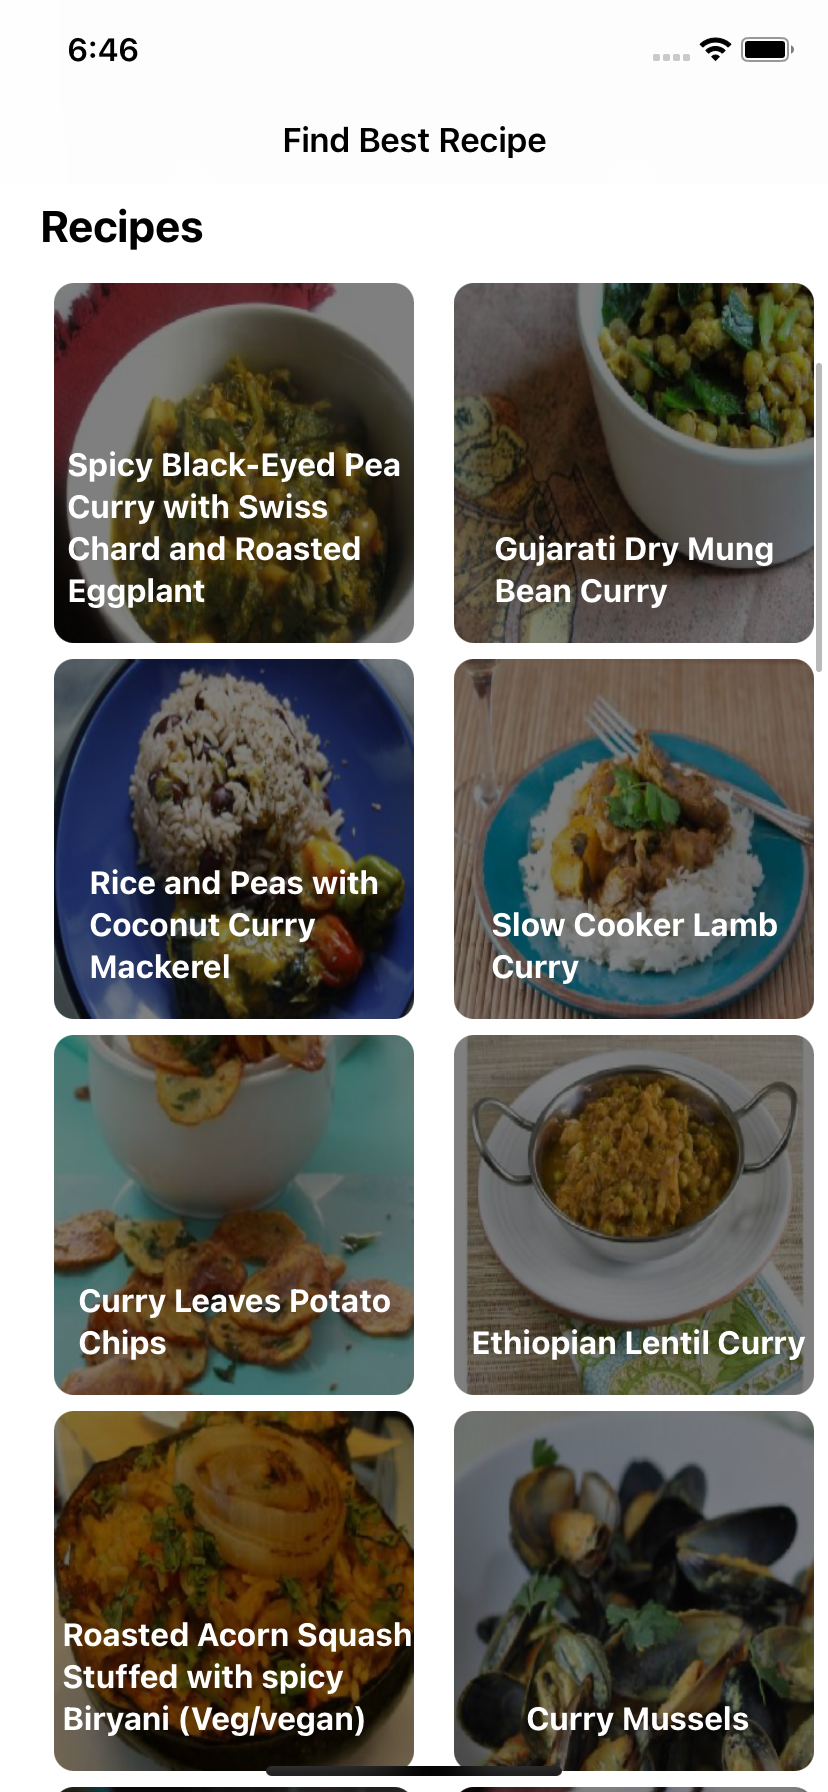 6:46
Find Best Recipe
Recipes
Spicy Black-Eyed Pea
Curry with Swiss
Chard and Roasted
Eggplant
Gujarati Dry Mung
Bean Curry
Rice and Peas with
Coconut Curry
Mackerel
Slow Cooker Lamb
Curry
Curry Leaves Potato
Chips
Ethiopian Lentil Curry
Roasted Acorn Squash
Stuffed with spicy
Biryani (Veg/vegan)
Curry Mussels